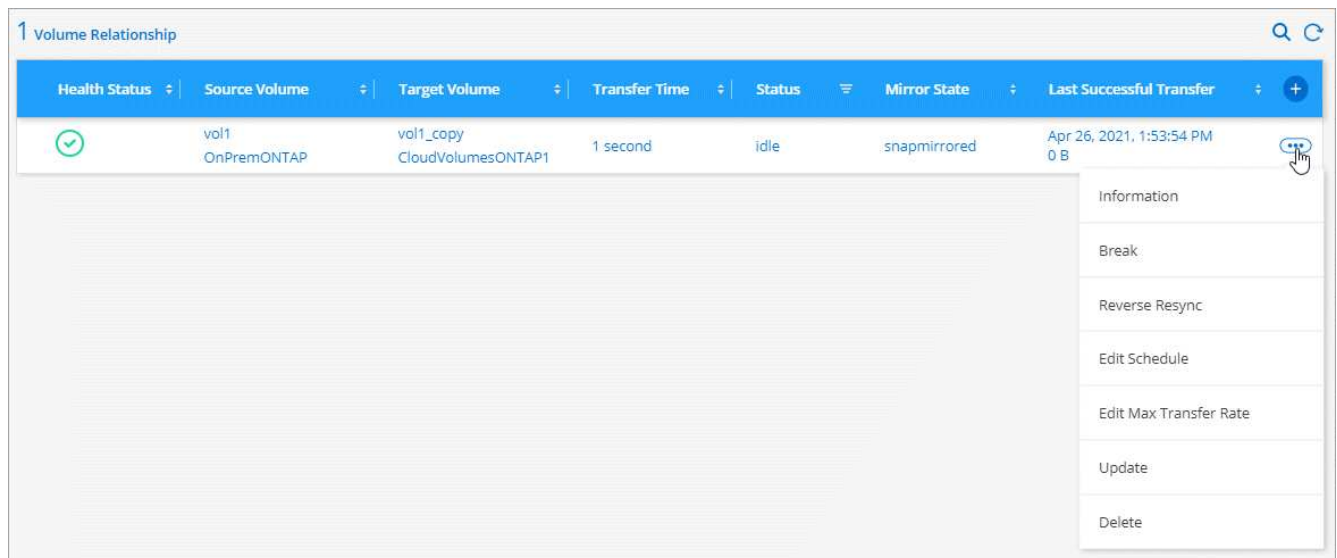 1 Volume Relationship
Health Status Source Volume Target Volume Transfer Time Status Mirror State Last Successful Transfer
vol1 vol1_copy 1 second idle snapmirrored Apr 26, 2021, 1:53:54 PM
OnPremONTAP CloudVolumesONTAP1 0 B
Information
Break
Reverse Resync
Edit Schedule
Edit Max Transfer Rate
Update
Delete